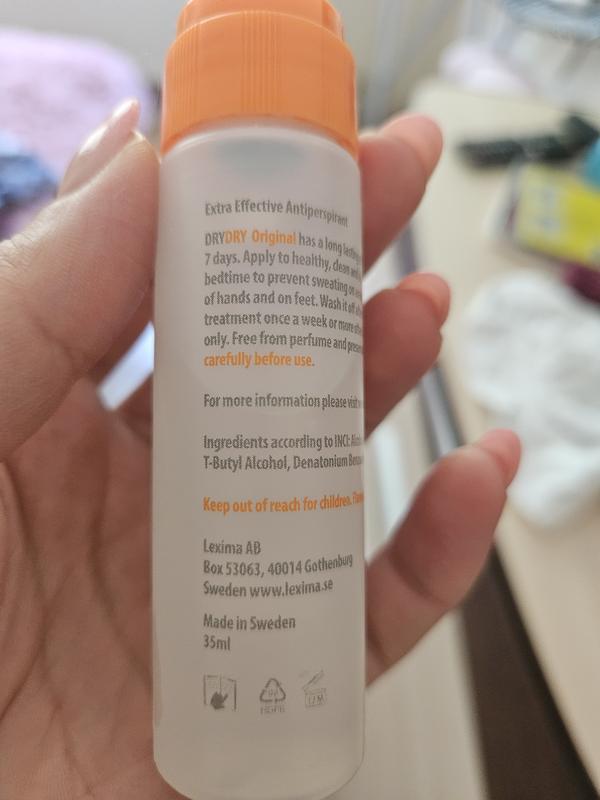 Extra Effective Antiperspirant
DRYDRY Original has a long lasting
7 days. Apply to healthy, clean and
bedtime to prevent sweating on
of hands and on feet. Wash it off
treatment once a week or more
only. Free from perfume and
carefully before use.
For more information please visit
Ingredients according to INCI:
T-Butyl Alcohol, Denatonium
Keep out of reach for children.
Lexima AB
Box 53063, 40014 Gothenburg
Sweden www.lexima.se
Made in Sweden
35ml
12M